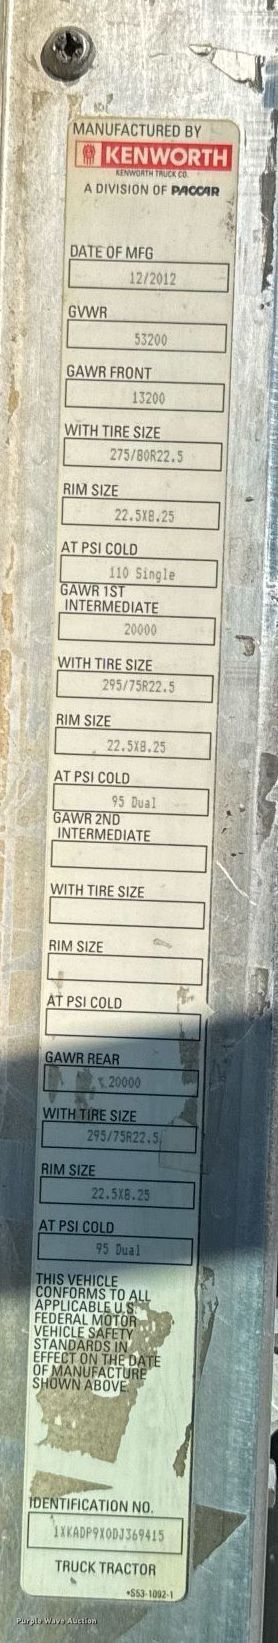 MANUFACTURED BY
KENWORTH
KENWORTH TRUCK CO.
A DIVISION OF PACCAR
DATE OF MFG
12/2012
GVWR
53200
GAWR FRONT
13200
WITH TIRE SIZE
275/80R22.5
RIM SIZE
22.5X8.25
AT PSI COLD
110 Single
GAWR 1ST
INTERMEDIATE
20000
WITH TIRE SIZE
295/75R22.5
RIM SIZE
22.5X8.25
AT PSI COLD
95 Dual
GAWR 2ND
INTERMEDIATE
WITH TIRE SIZE
RIM SIZE
AT PSI COLD
GAWR REAR
20000
WITH TIRE SIZE
295/75R22.5
RIM SIZE
22.5X8.25
AT PSI COLD
95 Dual
THIS VEHICLE
CONFORMS TO ALL
APPLICABLE U.S.
FEDERAL MOTOR
VEHICLE SAFETY
STANDARDS IN
EFFECT ON THE DATE
OF MANUFACTURE
SHOWN ABOVE.
IDENTIFICATION NO.
1XKADP9X0DJ369415
TRUCK TRACTOR
*S53-1092-1
Purple Wave Auction